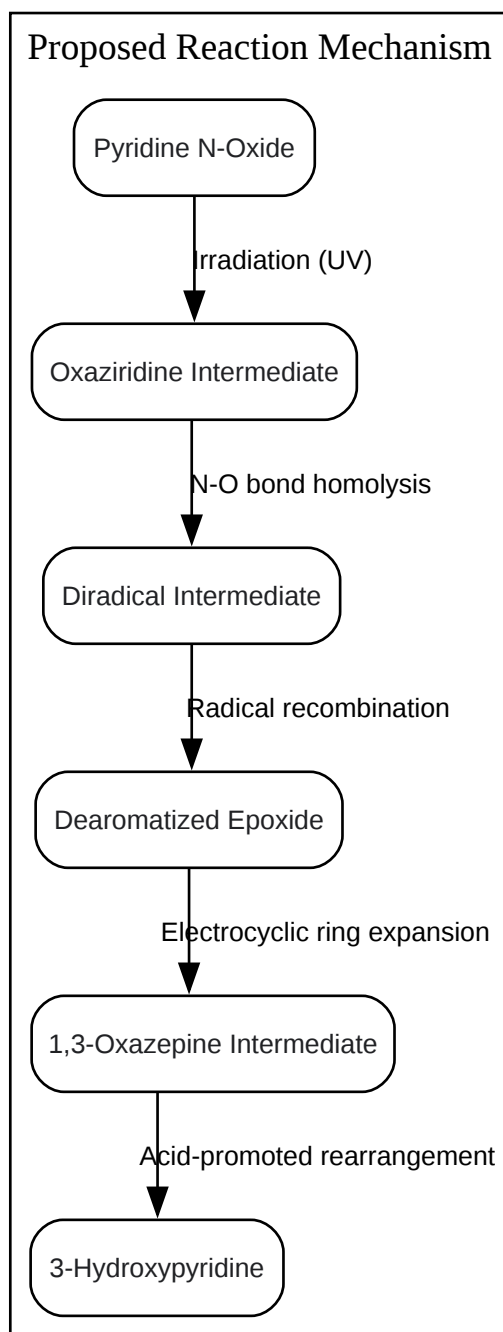 Proposed Reaction Mechanism
Pyridine N-Oxide
Irradiation (UV)
Oxaziridine Intermediate
N-O bond homolysis
Diradical Intermediate
Radical recombination
Dearomatized Epoxide
Electrocyclic ring expansion
1,3-Oxazepine Intermediate
Acid-promoted rearrangement
3-Hydroxypyridine